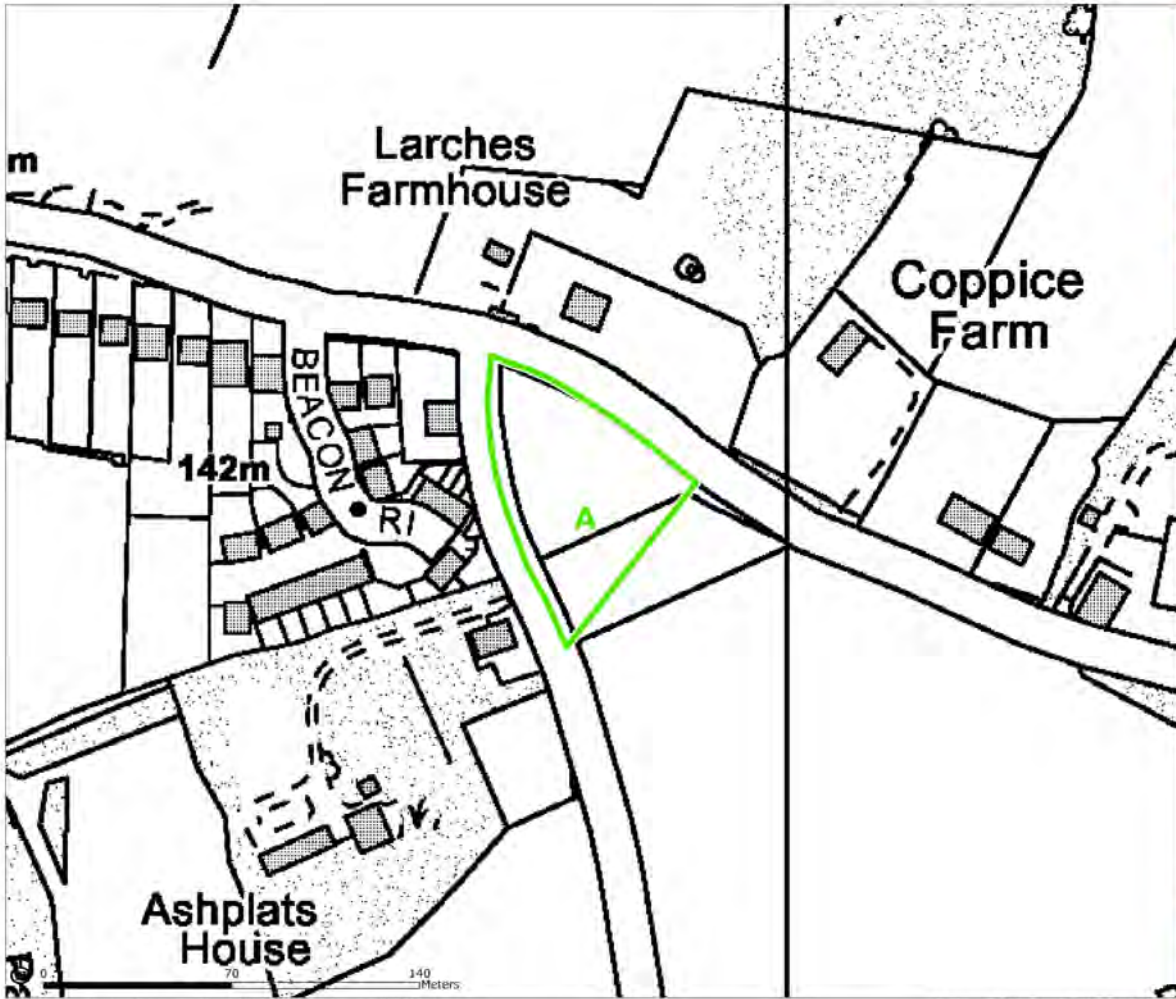 m
Larches
Farmhouse
Coppice
Farm
BEACON
RI
142m
A
Ashplats
House
0 70 140
Meters